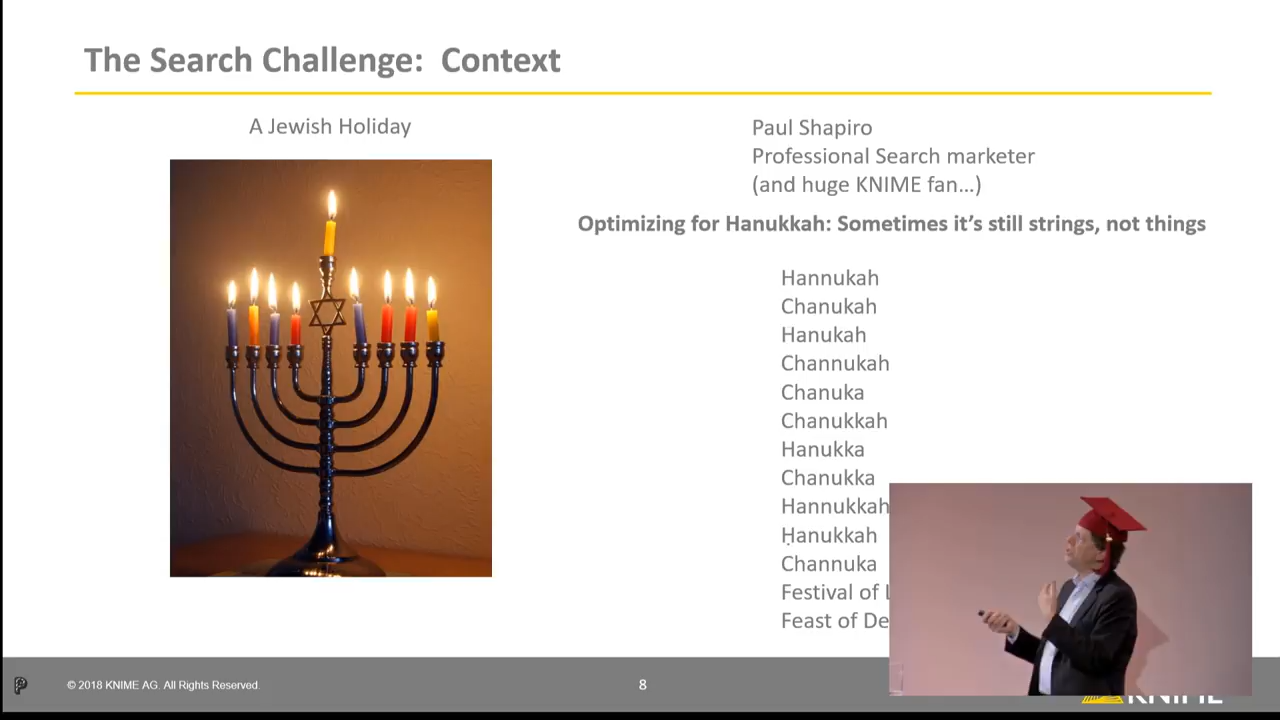 The Search Challenge: Context
A Jewish Holiday
Paul Shapiro
Professional Search marketer
(and huge KNIME fan...)
Optimizing for Hanukkah: Sometimes it's still strings, not things
Hannukah
Chanukah
Hanukah
Channukah
Chanuka
Chanukkah
Hanukka
Chanukka
Hannukkah
Ḥanukkah
Channuka
Festival of
Feast of
© 2018 KNIME AG. All Rights Reserved.
8
KNIME